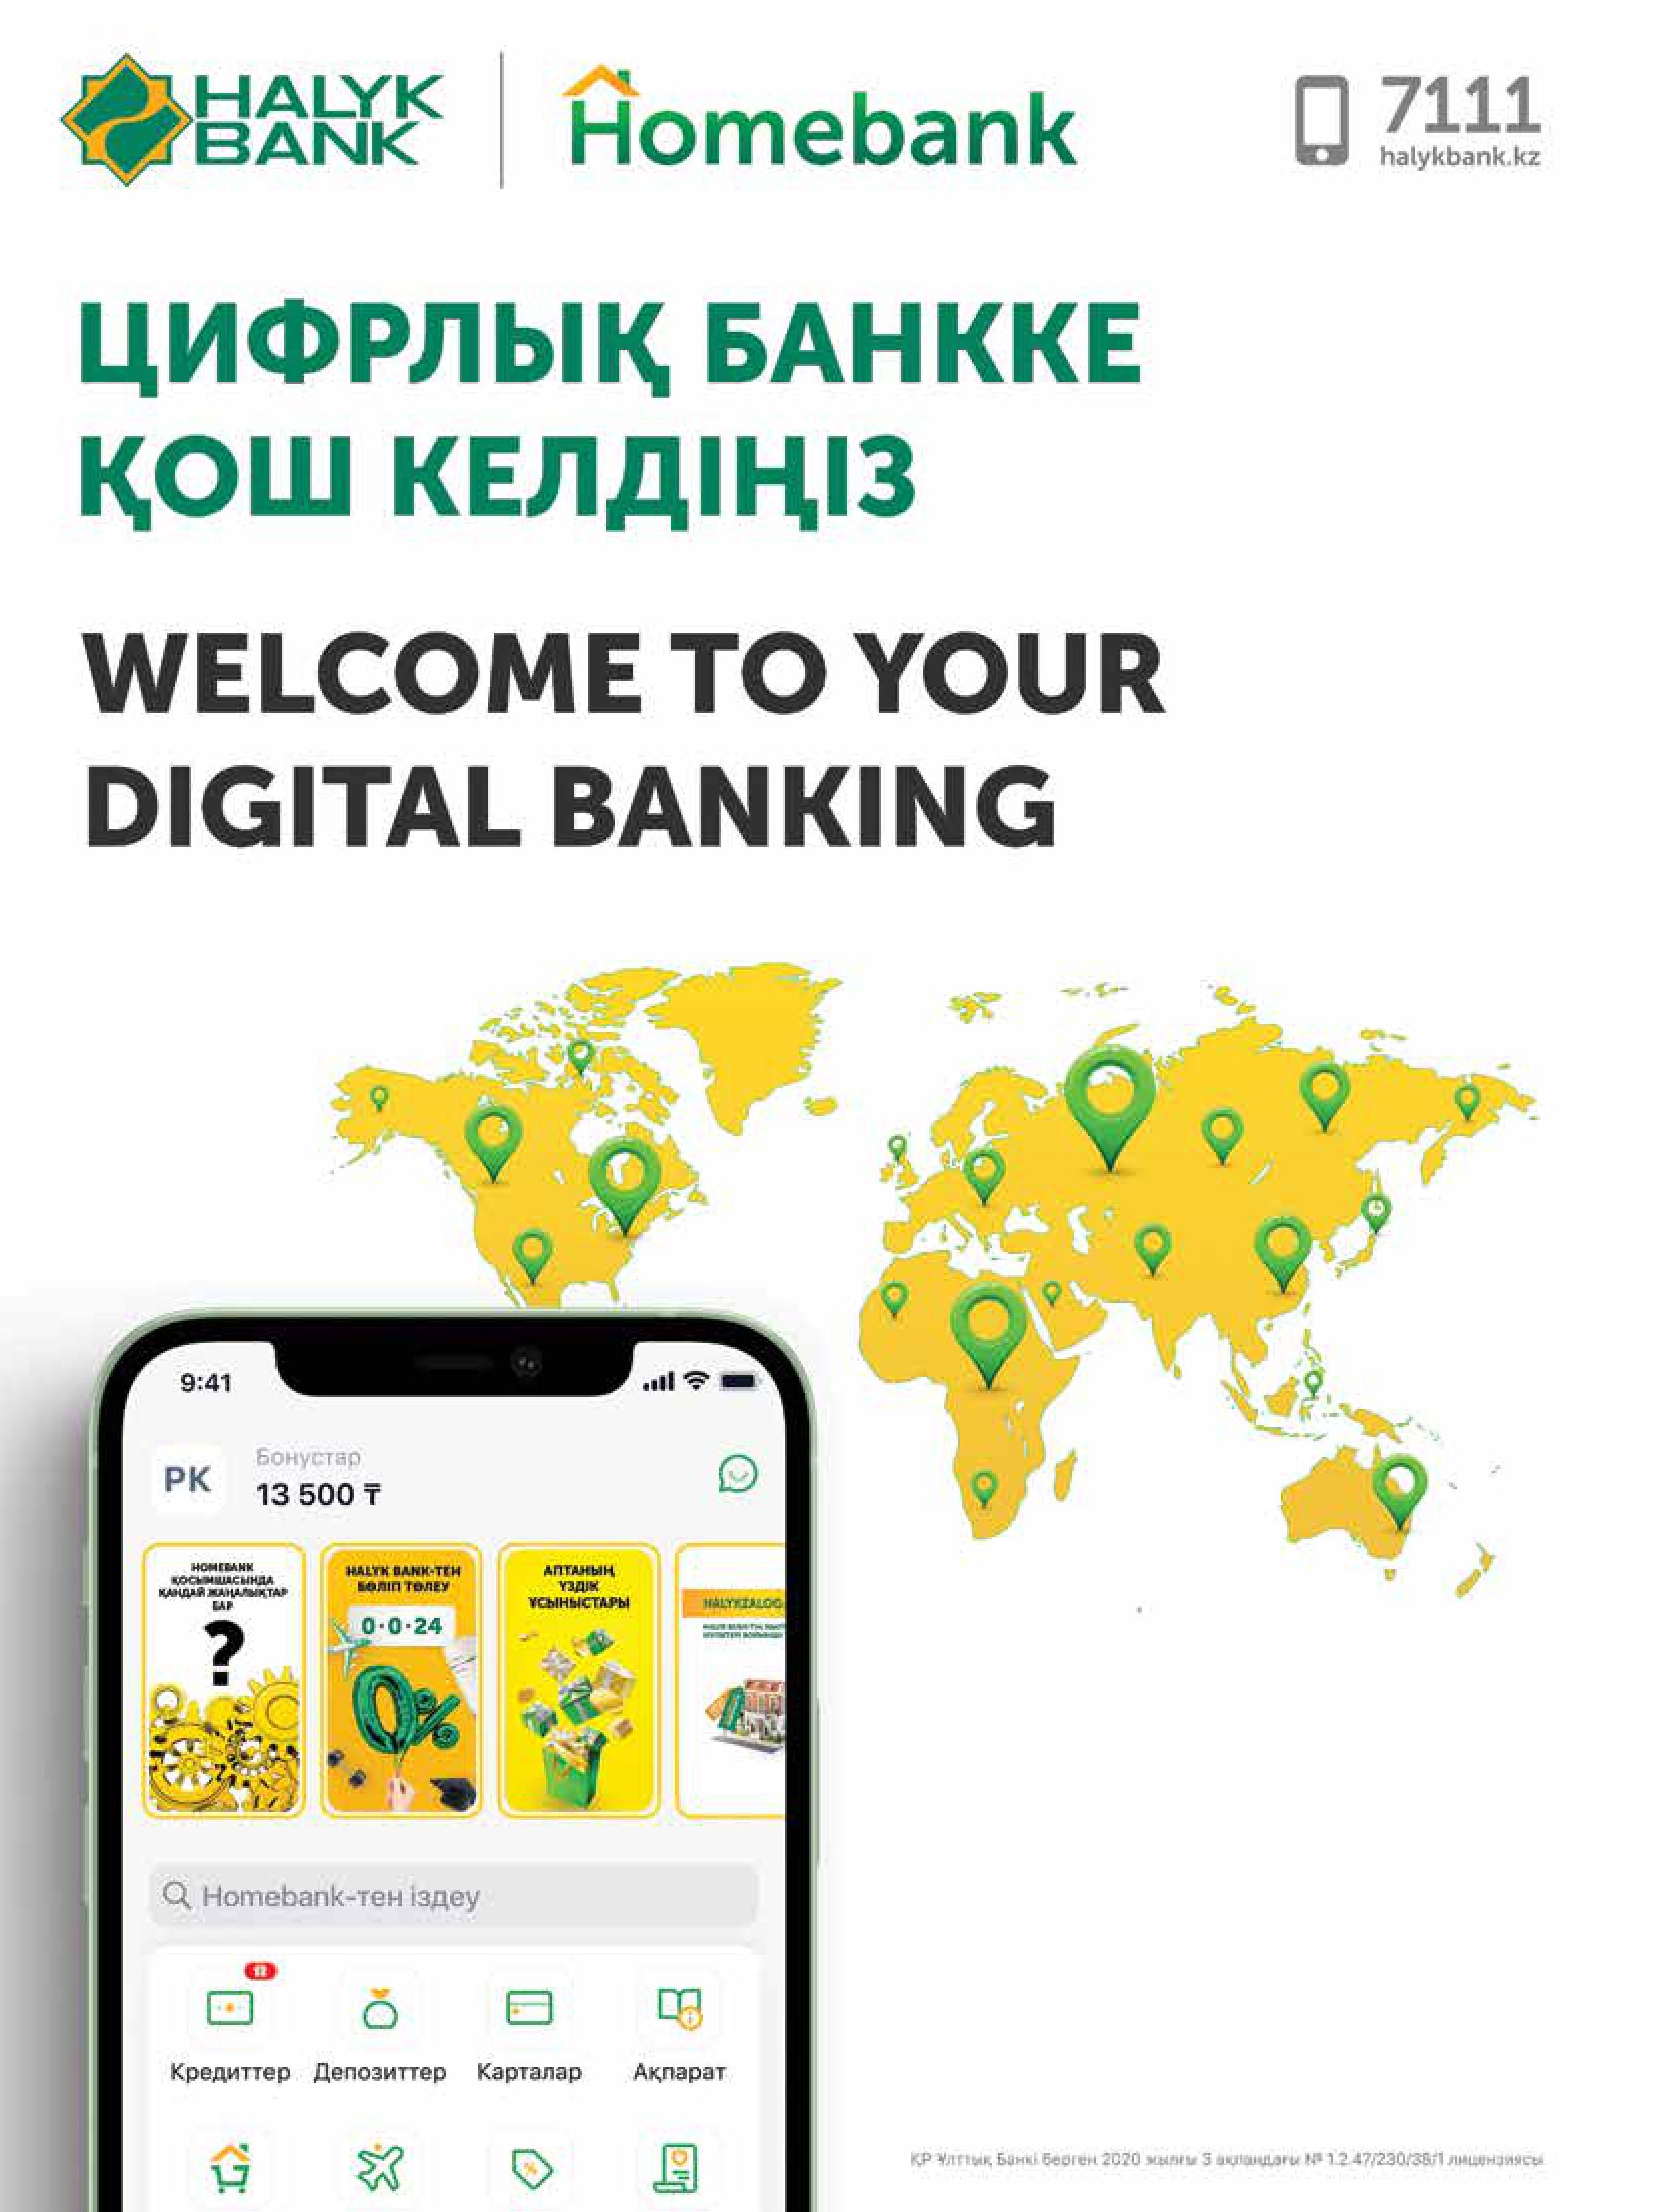 HALYK
BANK
Homebank
7111
halykbank.kz
ЦИФРЛЫҚ БАНККЕ
ҚОШ КЕЛДІҢІЗ
WELCOME TO YOUR
DIGITAL BANKING
9:41
РК
Бонустар
13 500 ₸
HOMEBANK
ҚОСЫМШАСЫНДА
ҚАНДАЙ ЖАҢАЛЫҚТАР
БАР
?
HALYK BANK-ТЕН
БӨЛІП ТӨЛЕУ
0·0·24
0%
АПТАНЫҢ
ҮЗДІК
ҰСЫНЫСТАРЫ
HALYKZALOG.
Homebank-тен іздеу
Кредиттер
Депозиттер
Карталар
Ақпарат
ҚР Ұлттық Банкі берген 2020 жылғы 3 ақпандағы № 1.2.47/230/38/1 лицензиясы